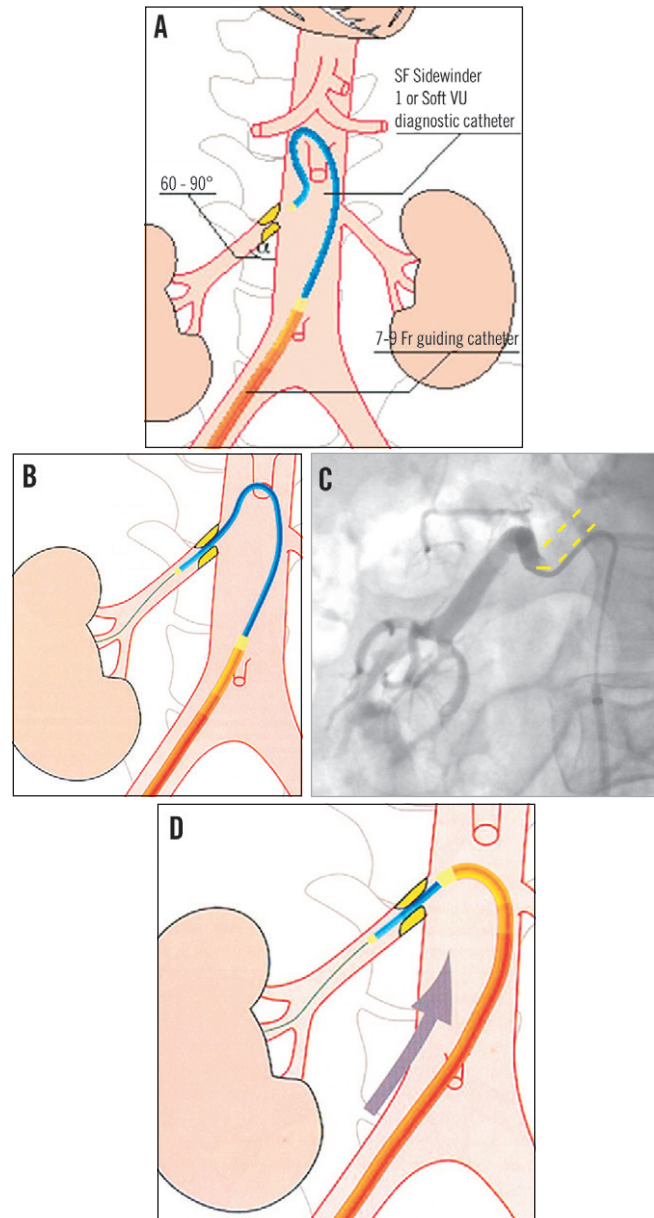 A
SF Sidewinder
1 or Soft VU
diagnostic catheter
60 - 90°
α
7-9 Fr guiding catheter
B
C
D